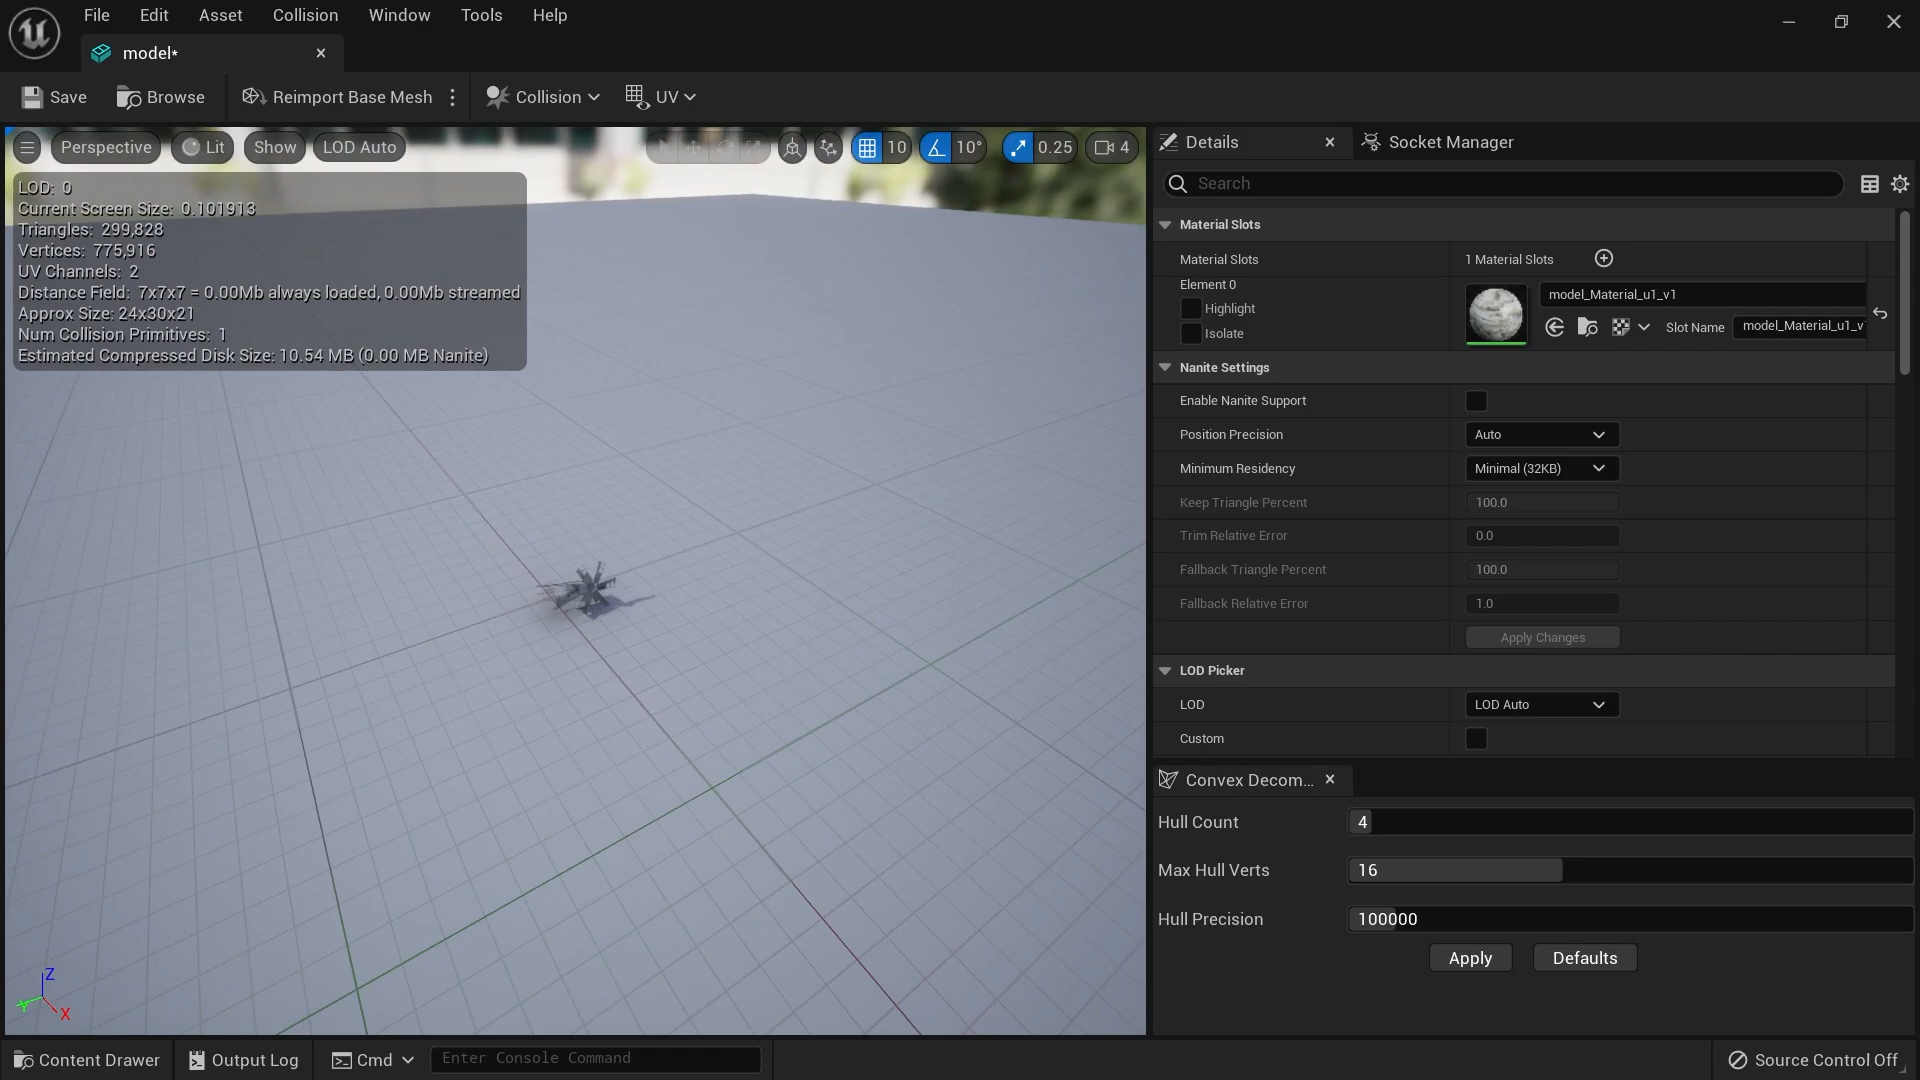 File Edit Asset Collision Window Tools Help
model*
Save Browse Reimport Base Mesh Collision UV
Perspective Lit Show LOD Auto 10 10° 0.25 4
LOD: 0
Current Screen Size: 0.101913
Triangles: 299,828
Vertices: 775,916
UV Channels: 2
Distance Field: 7x7x7 = 0.00Mb always loaded, 0.00Mb streamed
Approx Size: 24x30x21
Num Collision Primitives: 1
Estimated Compressed Disk Size: 10.54 MB (0.00 MB Nanite)
Z
Y
X
Details Socket Manager
Search
Material Slots
Material Slots 1 Material Slots
Element 0
Highlight
Isolate
model_Material_u1_v1
Slot Name model_Material_u1_v
Nanite Settings
Enable Nanite Support
Position Precision Auto
Minimum Residency Minimal (32KB)
Keep Triangle Percent 100.0
Trim Relative Error 0.0
Fallback Triangle Percent 100.0
Fallback Relative Error 1.0
Apply Changes
LOD Picker
LOD LOD Auto
Custom
Convex Decom...
Hull Count 4
Max Hull Verts 16
Hull Precision 100000
Apply Defaults
Content Drawer Output Log Cmd Enter Console Command Source Control Off